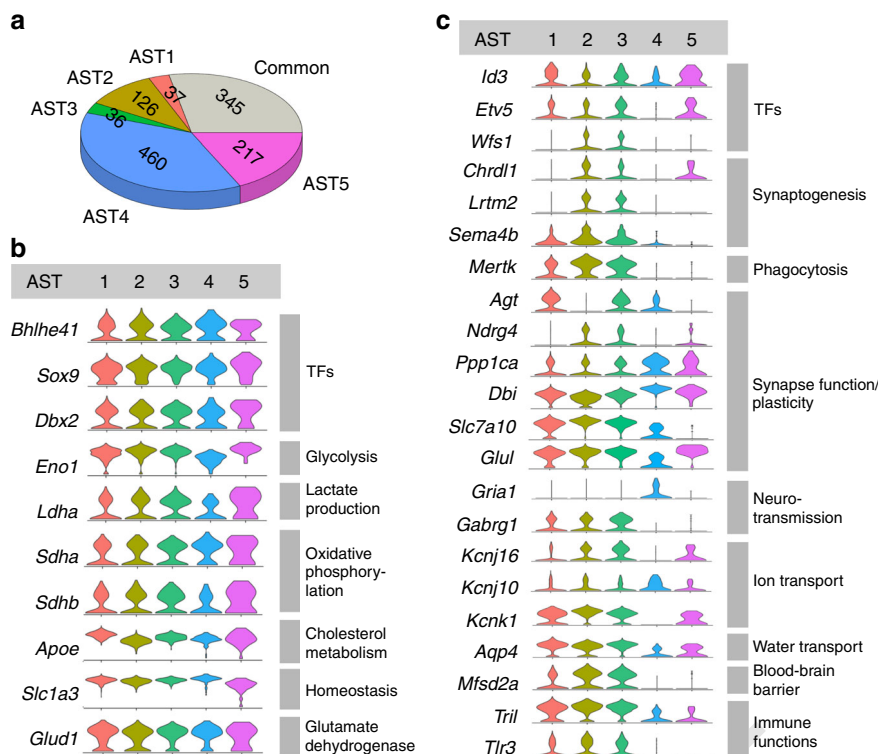 a
AST1
AST2
AST3
Common
37
126
36
345
460
217
AST4
AST5
b
AST 1 2 3 4 5
Bhlhe41
Sox9
TFs
Dbx2
Eno1
Glycolysis
Ldha
Lactate
production
Sdha
Oxidative
phosphory-
lation
Sdhb
Apoe
Cholesterol
metabolism
Slc1a3
Homeostasis
Glud1
Glutamate
dehydrogenase
c
AST 1 2 3 4 5
Id3
Etv5
TFs
Wfs1
Chrdl1
Lrtm2
Synaptogenesis
Sema4b
Mertk
Phagocytosis
Agt
Ndrg4
Ppp1ca
Synapse function/
plasticity
Dbi
Slc7a10
Glul
Gria1
Neuro-
transmission
Gabrg1
Kcnj16
Kcnj10
Ion transport
Kcnk1
Aqp4
Water transport
Mfsd2a
Blood-brain
barrier
Tril
Immune
functions
Tlr3